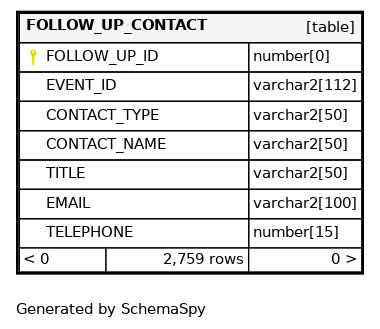 FOLLOW_UP_CONTACT [table]
FOLLOW_UP_ID number[0]
EVENT_ID varchar2[112]
CONTACT_TYPE varchar2[50]
CONTACT_NAME varchar2[50]
TITLE varchar2[50]
EMAIL varchar2[100]
TELEPHONE number[15]
< 0 2,759 rows 0 >
Generated by SchemaSpy